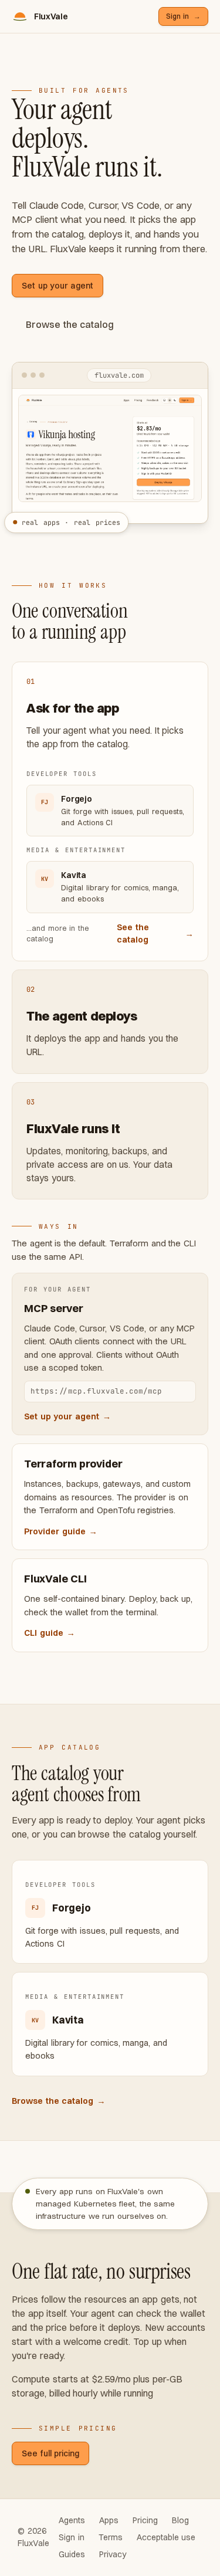 FluxVale
Sign in →
BUILT FOR AGENTS
Your agent
deploys.
FluxVale runs it.
Tell Claude Code, Cursor, VS Code, or any
MCP client what you need. It picks the app
from the catalog, deploys it, and hands you
the URL. FluxVale keeps it running from there.
Set up your agent
Browse the catalog
fluxvale.com
Vikunja hosting
$2.83/mo
real apps · real prices
HOW IT WORKS
One conversation
to a running app
01
Ask for the app
Tell your agent what you need. It picks
the app from the catalog.
DEVELOPER TOOLS
FJ
Forgejo
Git forge with issues, pull requests,
and Actions CI
MEDIA & ENTERTAINMENT
KV
Kavita
Digital library for comics, manga,
and ebooks
...and more in the
catalog
See the
catalog →
02
The agent deploys
It deploys the app and hands you the
URL.
03
FluxVale runs It
Updates, monitoring, backups, and
private access are on us. Your data
stays yours.
WAYS IN
The agent is the default. Terraform and the CLI
use the same API.
FOR YOUR AGENT
MCP server
Claude Code, Cursor, VS Code, or any MCP
client. OAuth clients connect with the URL
and one approval. Clients without OAuth
use a scoped token.
https://mcp.fluxvale.com/mcp
Set up your agent →
Terraform provider
Instances, backups, gateways, and custom
domains as resources. The provider is on
the Terraform and OpenTofu registries.
Provider guide →
FluxVale CLI
One self-contained binary. Deploy, back up,
check the wallet from the terminal.
CLI guide →
APP CATALOG
The catalog your
agent chooses from
Every app is ready to deploy. Your agent picks
one, or you can browse the catalog yourself.
DEVELOPER TOOLS
FJ
Forgejo
Git forge with issues, pull requests, and
Actions CI
MEDIA & ENTERTAINMENT
KV
Kavita
Digital library for comics, manga, and
ebooks
Browse the catalog →
Every app runs on FluxVale's own
managed Kubernetes fleet, the same
infrastructure we run ourselves on.
One flat rate, no surprises
Prices follow the resources an app gets, not
the app itself. Your agent can check the wallet
and the price before it deploys. New accounts
start with a welcome credit. Top up when
you're ready.
Compute starts at $2.59/mo plus per-GB
storage, billed hourly while running
SIMPLE PRICING
See full pricing
© 2026
FluxVale
Agents Apps Pricing Blog
Sign in Terms Acceptable use
Guides Privacy